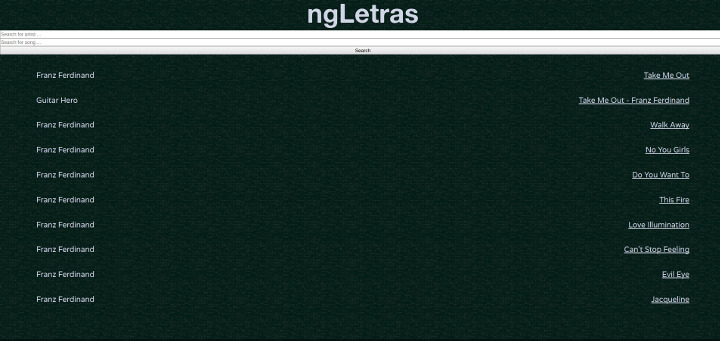 ngLetras
Search for artist ...
Search for song ...
Search
Franz Ferdinand Take Me Out
Guitar Hero Take Me Out - Franz Ferdinand
Franz Ferdinand Walk Away
Franz Ferdinand No You Girls
Franz Ferdinand Do You Want To
Franz Ferdinand This Fire
Franz Ferdinand Love Illumination
Franz Ferdinand Can't Stop Feeling
Franz Ferdinand Evil Eye
Franz Ferdinand Jacqueline